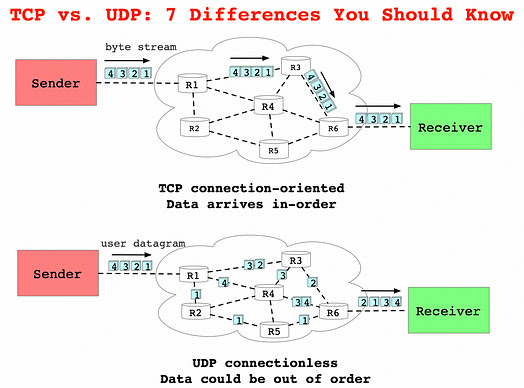 TCP vs. UDP: 7 Differences You Should Know
byte stream
Sender
4 3 2 1
R1
4 3 2 1
R3
4 3 2 1
R4
R2
R5
R6
4 3 2 1
Receiver
TCP connection-oriented
Data arrives in-order
user datagram
Sender
4 3 2 1
R1
3 2
R3
4
3
2
1
R4
3 4
R2
1
R5
1
R6
2 1 3 4
Receiver
UDP connectionless
Data could be out of order